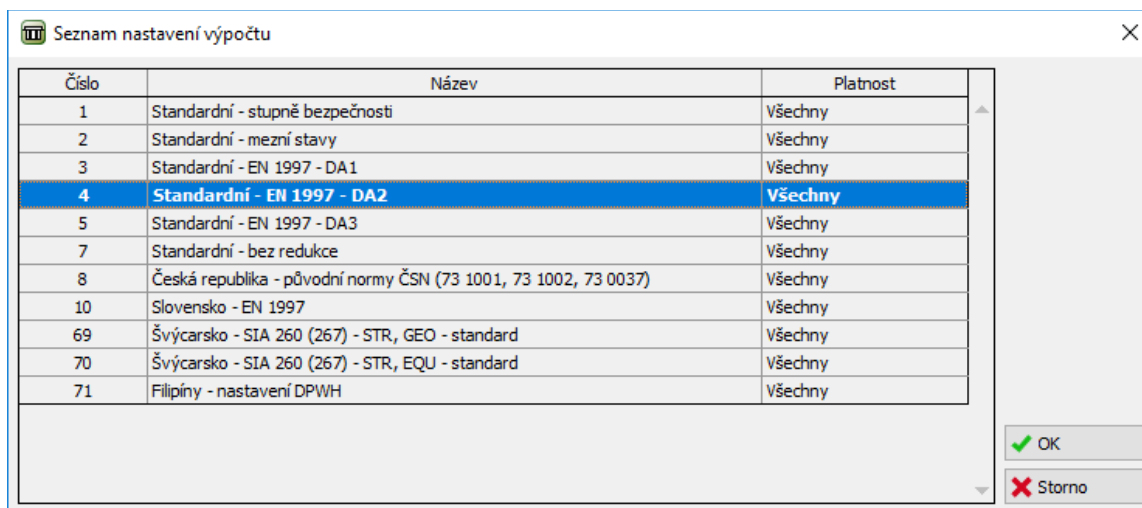 Seznam nastavení výpočtu
Číslo Název Platnost
1 Standardní - stupně bezpečnosti Všechny
2 Standardní - mezní stavy Všechny
3 Standardní - EN 1997 - DA1 Všechny
4 Standardní - EN 1997 - DA2 Všechny
5 Standardní - EN 1997 - DA3 Všechny
7 Standardní - bez redukce Všechny
8 Česká republika - původní normy ČSN (73 1001, 73 1002, 73 0037) Všechny
10 Slovensko - EN 1997 Všechny
69 Švýcarsko - SIA 260 (267) - STR, GEO - standard Všechny
70 Švýcarsko - SIA 260 (267) - STR, EQU - standard Všechny
71 Filipíny - nastavení DPWH Všechny
OK
Storno